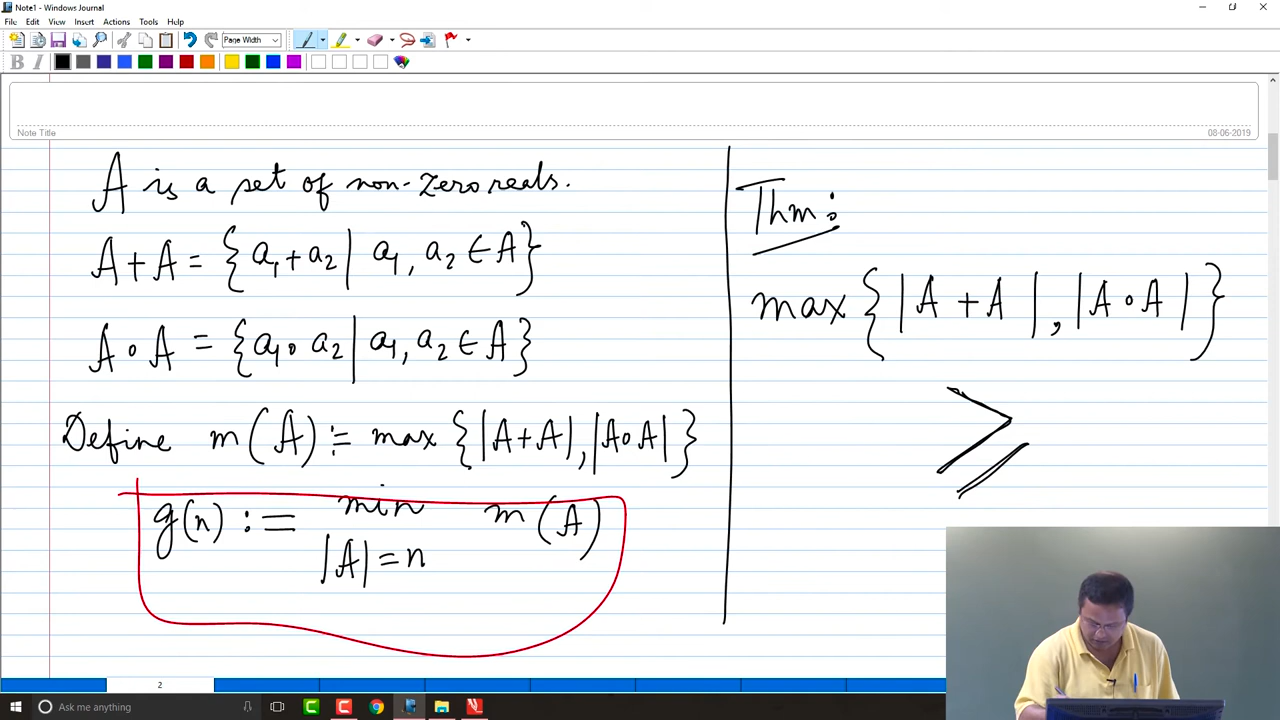 Note1 - Windows Journal
File Edit View Insert Actions Tools Help
Page Width
B I
Note Title
08-06-2019
A is a set of non-zero reals.
A+A = {a₁+a₂ | a₁, a₂ ∈ A}
A∘A = {a₁∘a₂ | a₁, a₂ ∈ A}
Define m(A) := max {|A+A|, |A∘A|}
g(n) := min m(A)
|A|=n
Thm:
max {|A+A|, |A∘A|}
⩾
2
Ask me anything